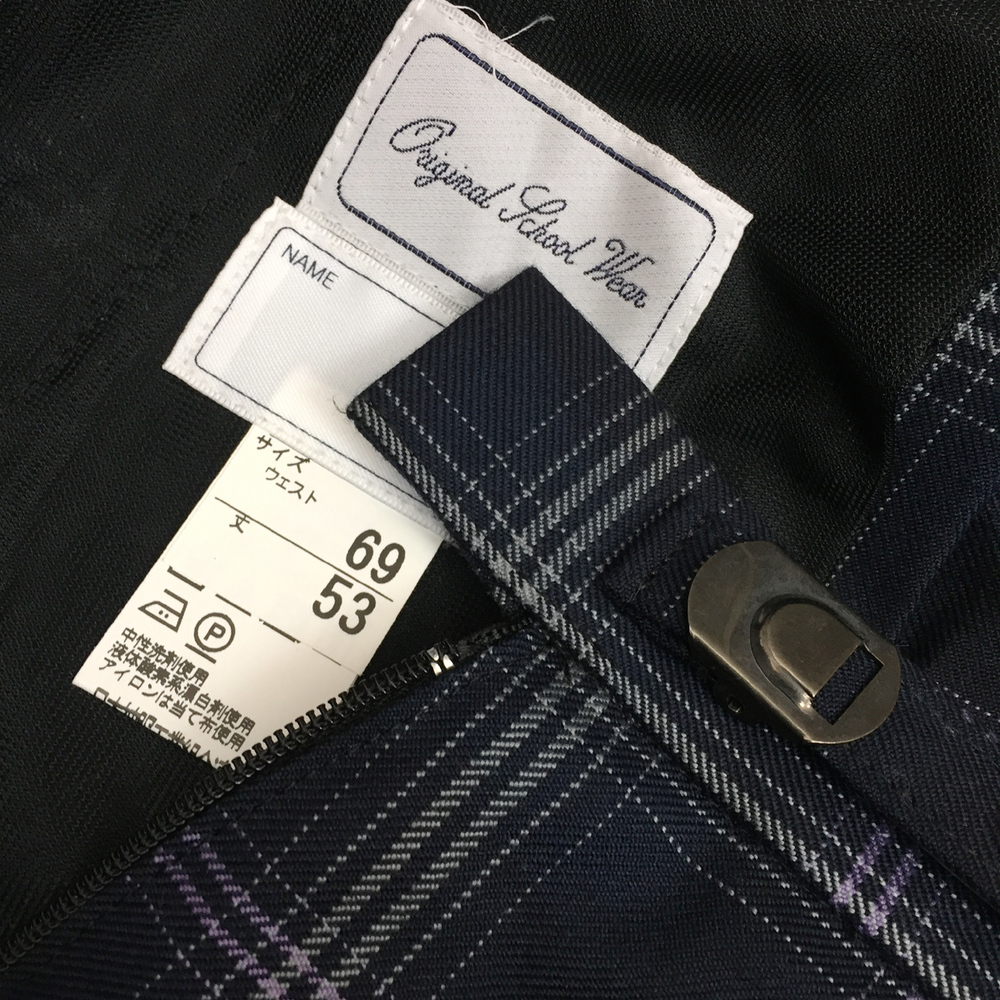 Original School Wear
NAME
サイズ
ウェスト
69
丈
53
P
中性洗剤使用
液体酸素系漂白剤使用
アイロンは当て布使用